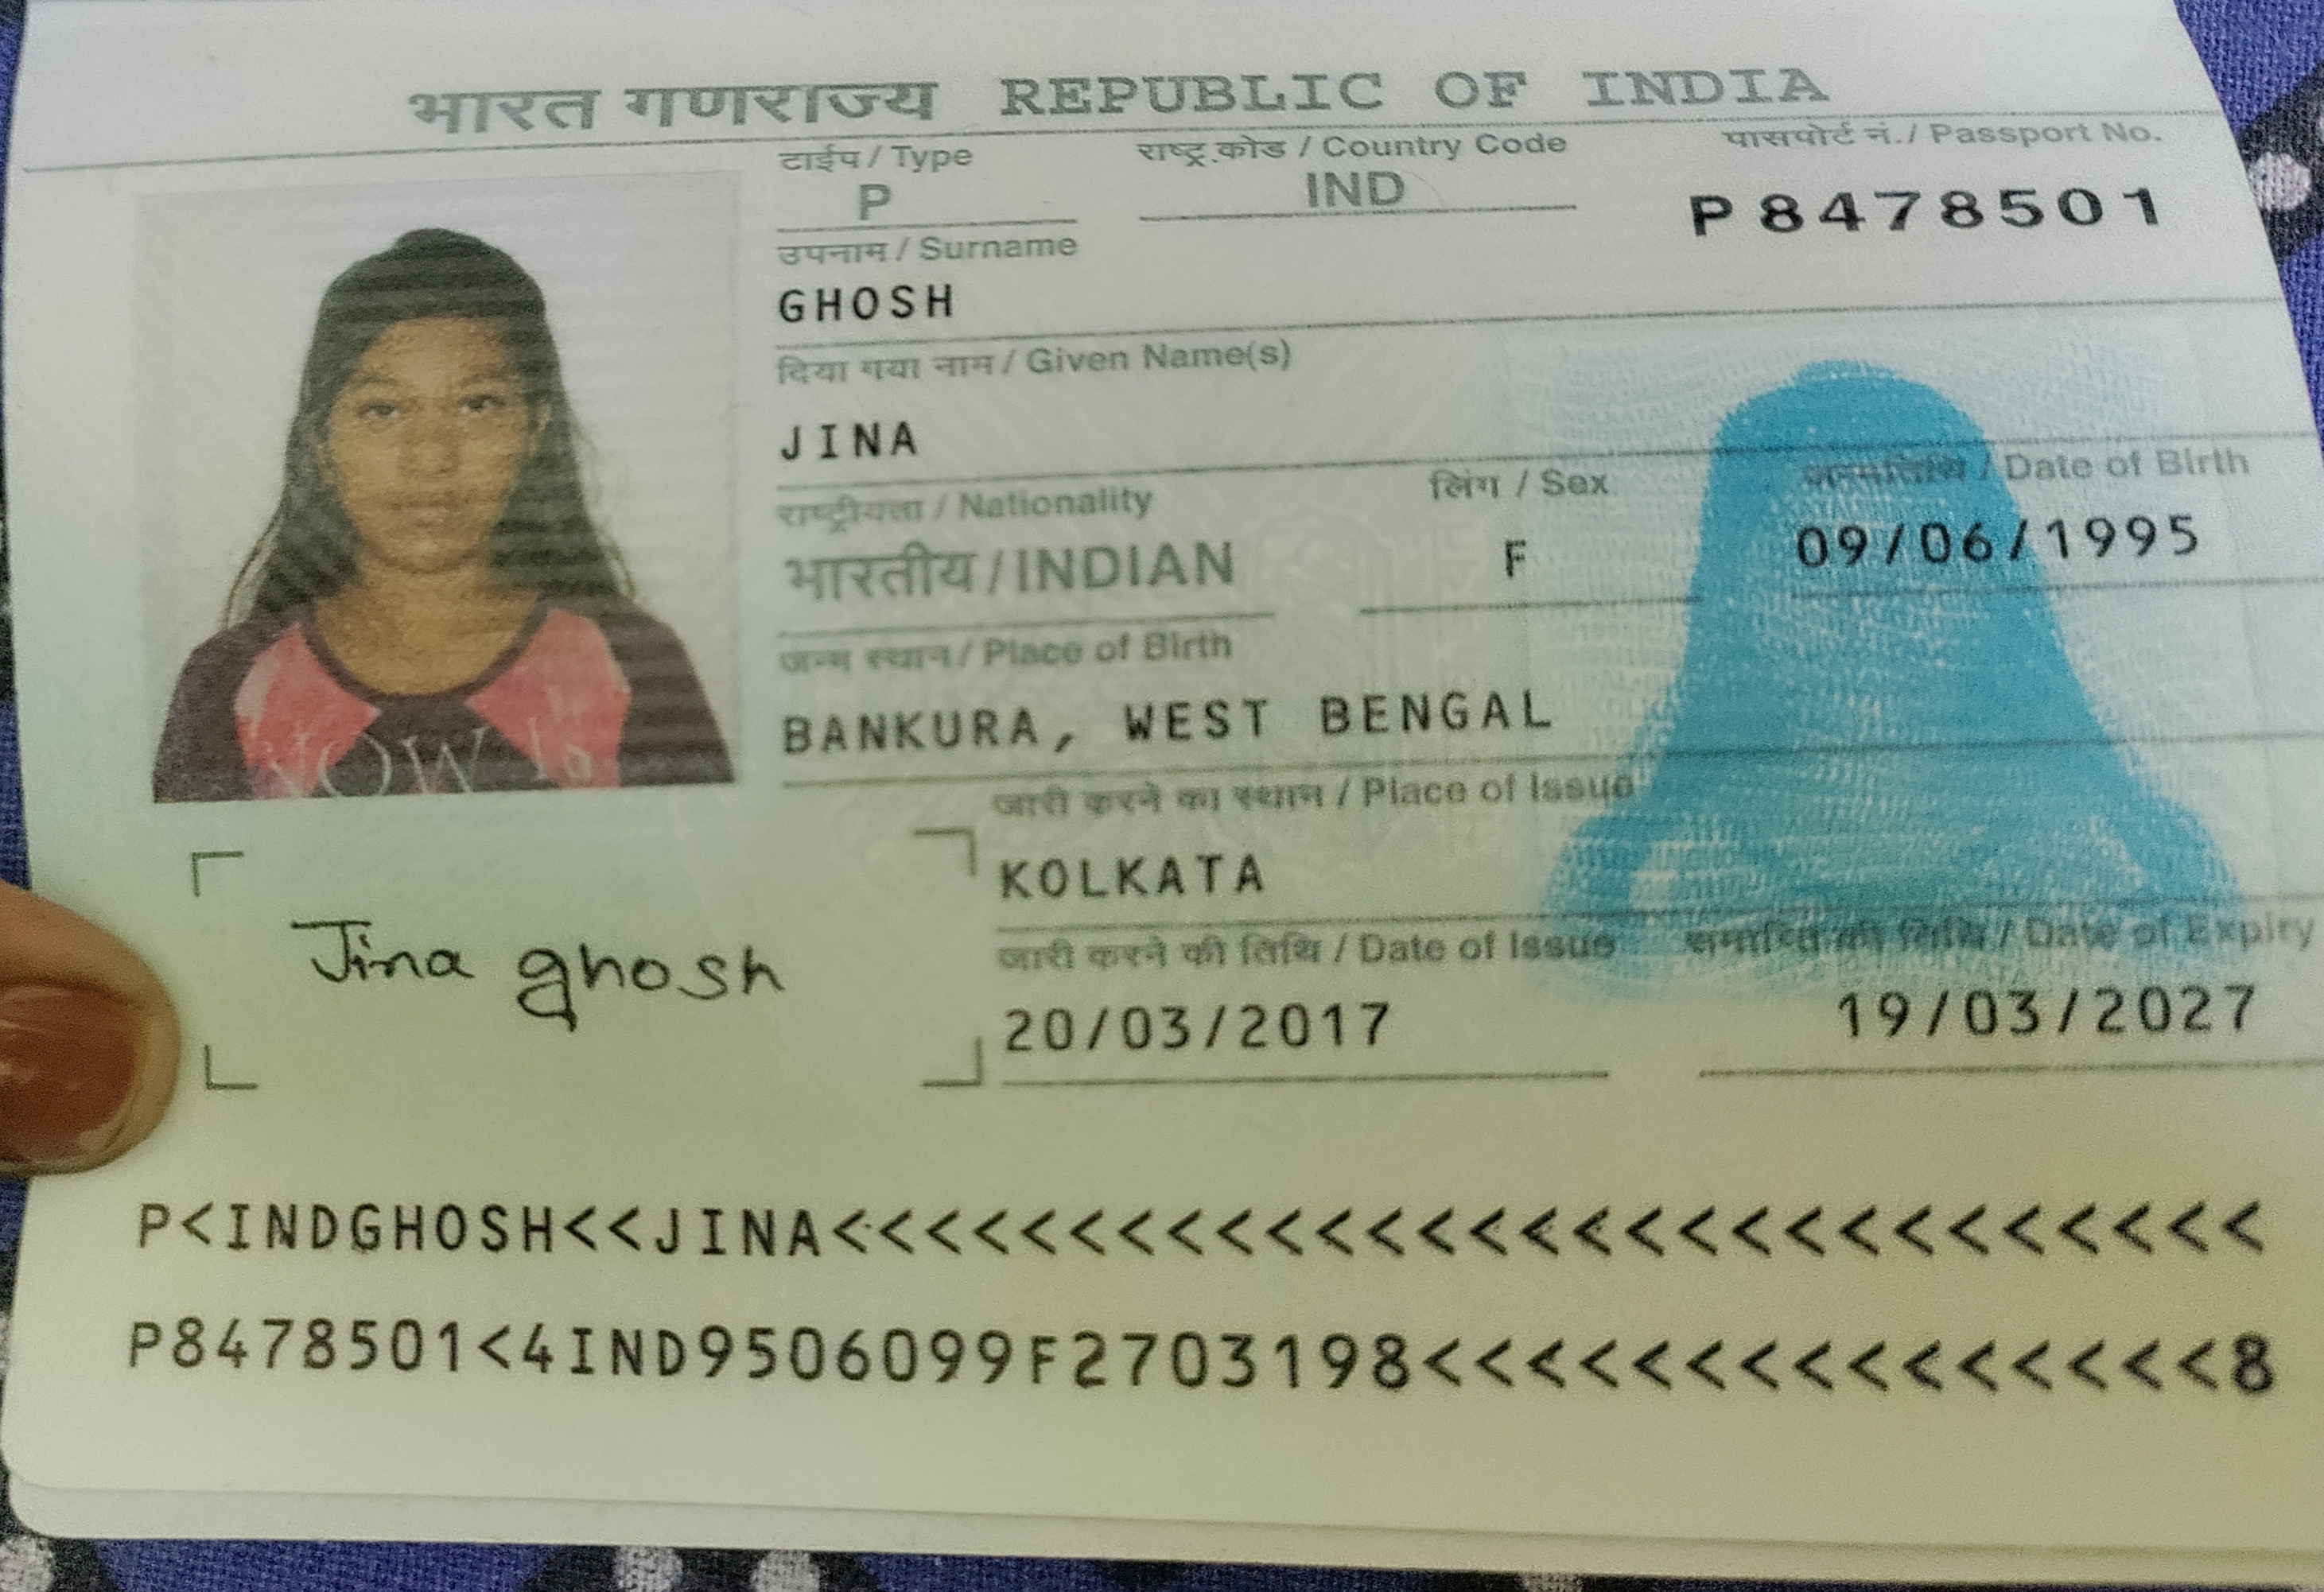 भारत गणराज्य REPUBLIC OF INDIA
टाईप / Type
राष्ट्र कोड / Country Code
पासपोर्ट नं. / Passport No.
P
IND
P8478501
उपनाम / Surname
GHOSH
दिया गया नाम / Given Name(s)
JINA
राष्ट्रीयता / Nationality
लिंग / Sex
जन्मतिथि / Date of Birth
भारतीय / INDIAN
F
09/06/1995
जन्म स्थान / Place of Birth
BANKURA, WEST BENGAL
जारी करने का स्थान / Place of Issue
KOLKATA
जारी करने की तिथि / Date of Issue
समाप्ति की तिथि / Date of Expiry
20/03/2017
19/03/2027
NOW
Jina ghosh
P<INDGHOSH<<JINA<<<<<<<<<<<<<<<<<<<<<<<<<<<<
P8478501<4IND9506099F2703198<<<<<<<<<<<<<<<8